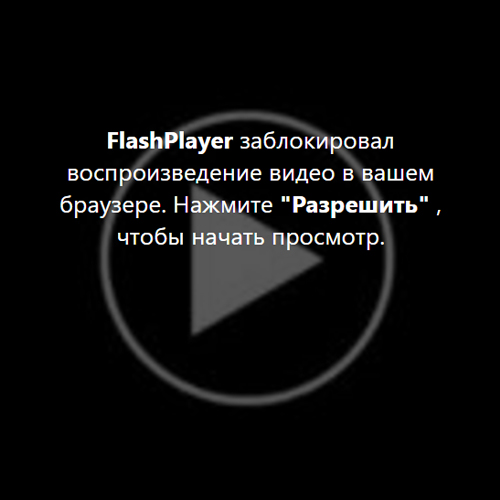 FlashPlayer заблокировал
воспроизведение видео в вашем
браузере. Нажмите "Разрешить" ,
чтобы начать просмотр.